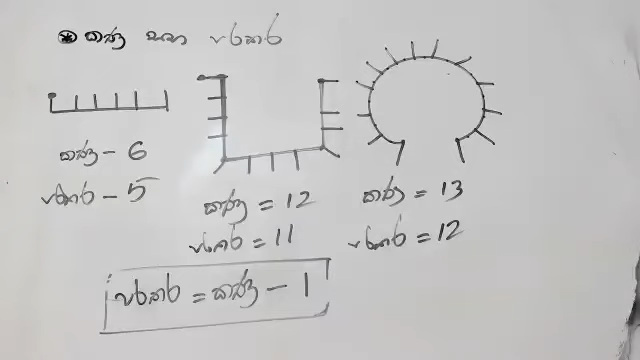 කණු සහ පරතර
කණු - 6
පරතර - 5
කණු = 12
පරතර = 11
කණු = 13
පරතර = 12
පරතර = කණු - 1